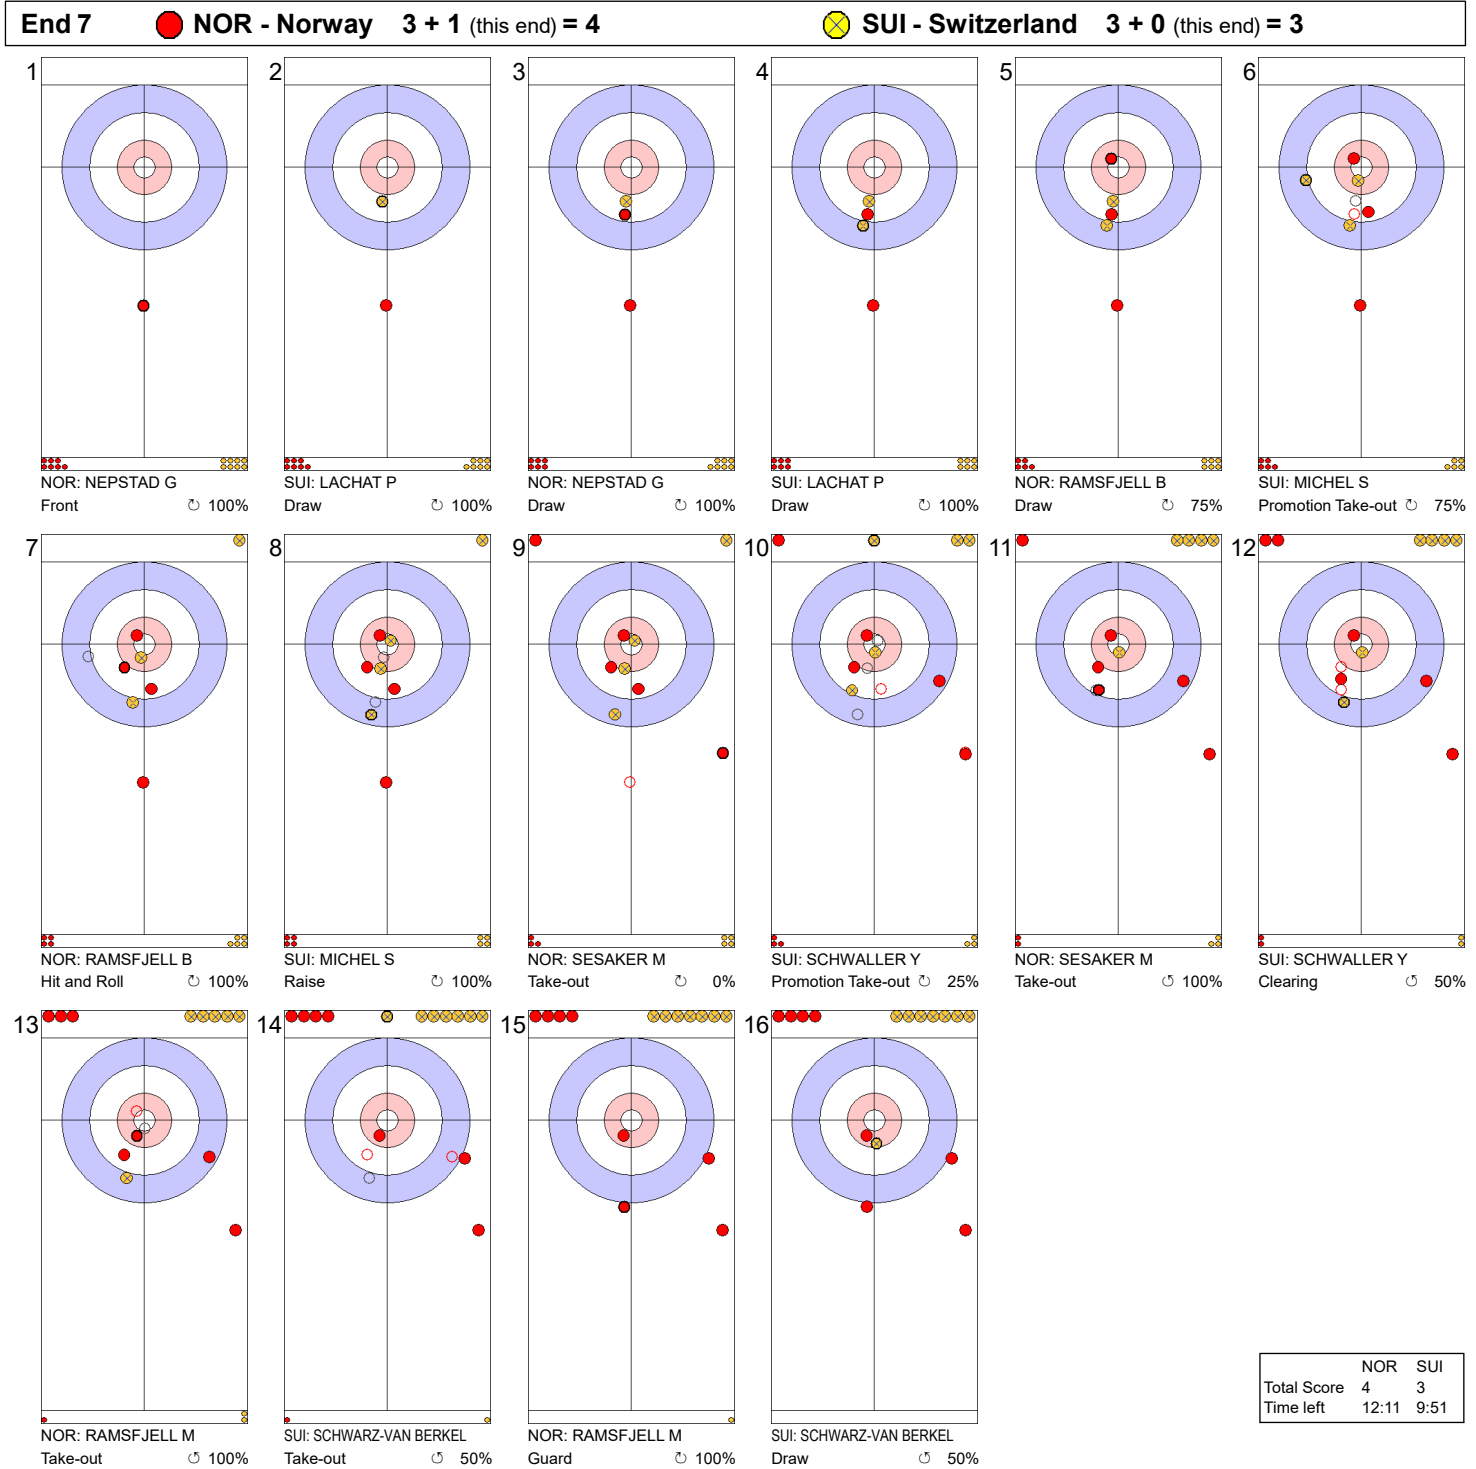 End 7 NOR - Norway 3 + 1 (this end) = 4 SUI - Switzerland 3 + 0 (this end) = 3
1 2 3 4 5 6
NOR: NEPSTAD G SUI: LACHAT P NOR: NEPSTAD G SUI: LACHAT P NOR: RAMSFJELL B SUI: MICHEL S
Front ↻ 100% Draw ↻ 100% Draw ↻ 100% Draw ↻ 100% Draw ↻ 75% Promotion Take-out ↻ 75%
7 8 9 10 11 12
NOR: RAMSFJELL B SUI: MICHEL S NOR: SESAKER M SUI: SCHWALLER Y NOR: SESAKER M SUI: SCHWALLER Y
Hit and Roll ↻ 100% Raise ↻ 100% Take-out ↻ 0% Promotion Take-out ↺ 25% Take-out ↺ 100% Clearing ↺ 50%
13 14 15 16
NOR SUI
Total Score 4 3
Time left 12:11 9:51
NOR: RAMSFJELL M SUI: SCHWARZ-VAN BERKEL NOR: RAMSFJELL M SUI: SCHWARZ-VAN BERKEL
Take-out ↻ 100% Take-out ↺ 50% Guard ↻ 100% Draw ↺ 50%